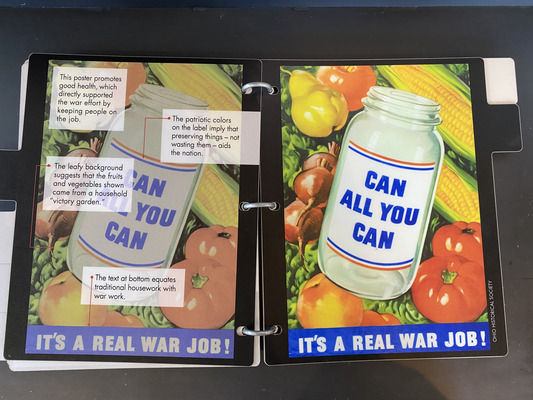 This poster promotes
good health, which
directly supported
the war effort by
keeping people on
the job.
The patriotic colors
on the label imply that
preserving things – not
wasting them – aids
the nation.
The leafy background
suggests that the fruits
and vegetables shown
came from a household
“victory garden.”
CAN
ALL YOU
CAN
The text at bottom equates
traditional housework with
war work.
IT'S A REAL WAR JOB!
CAN
ALL YOU
CAN
IT'S A REAL WAR JOB!
OHIO HISTORICAL SOCIETY